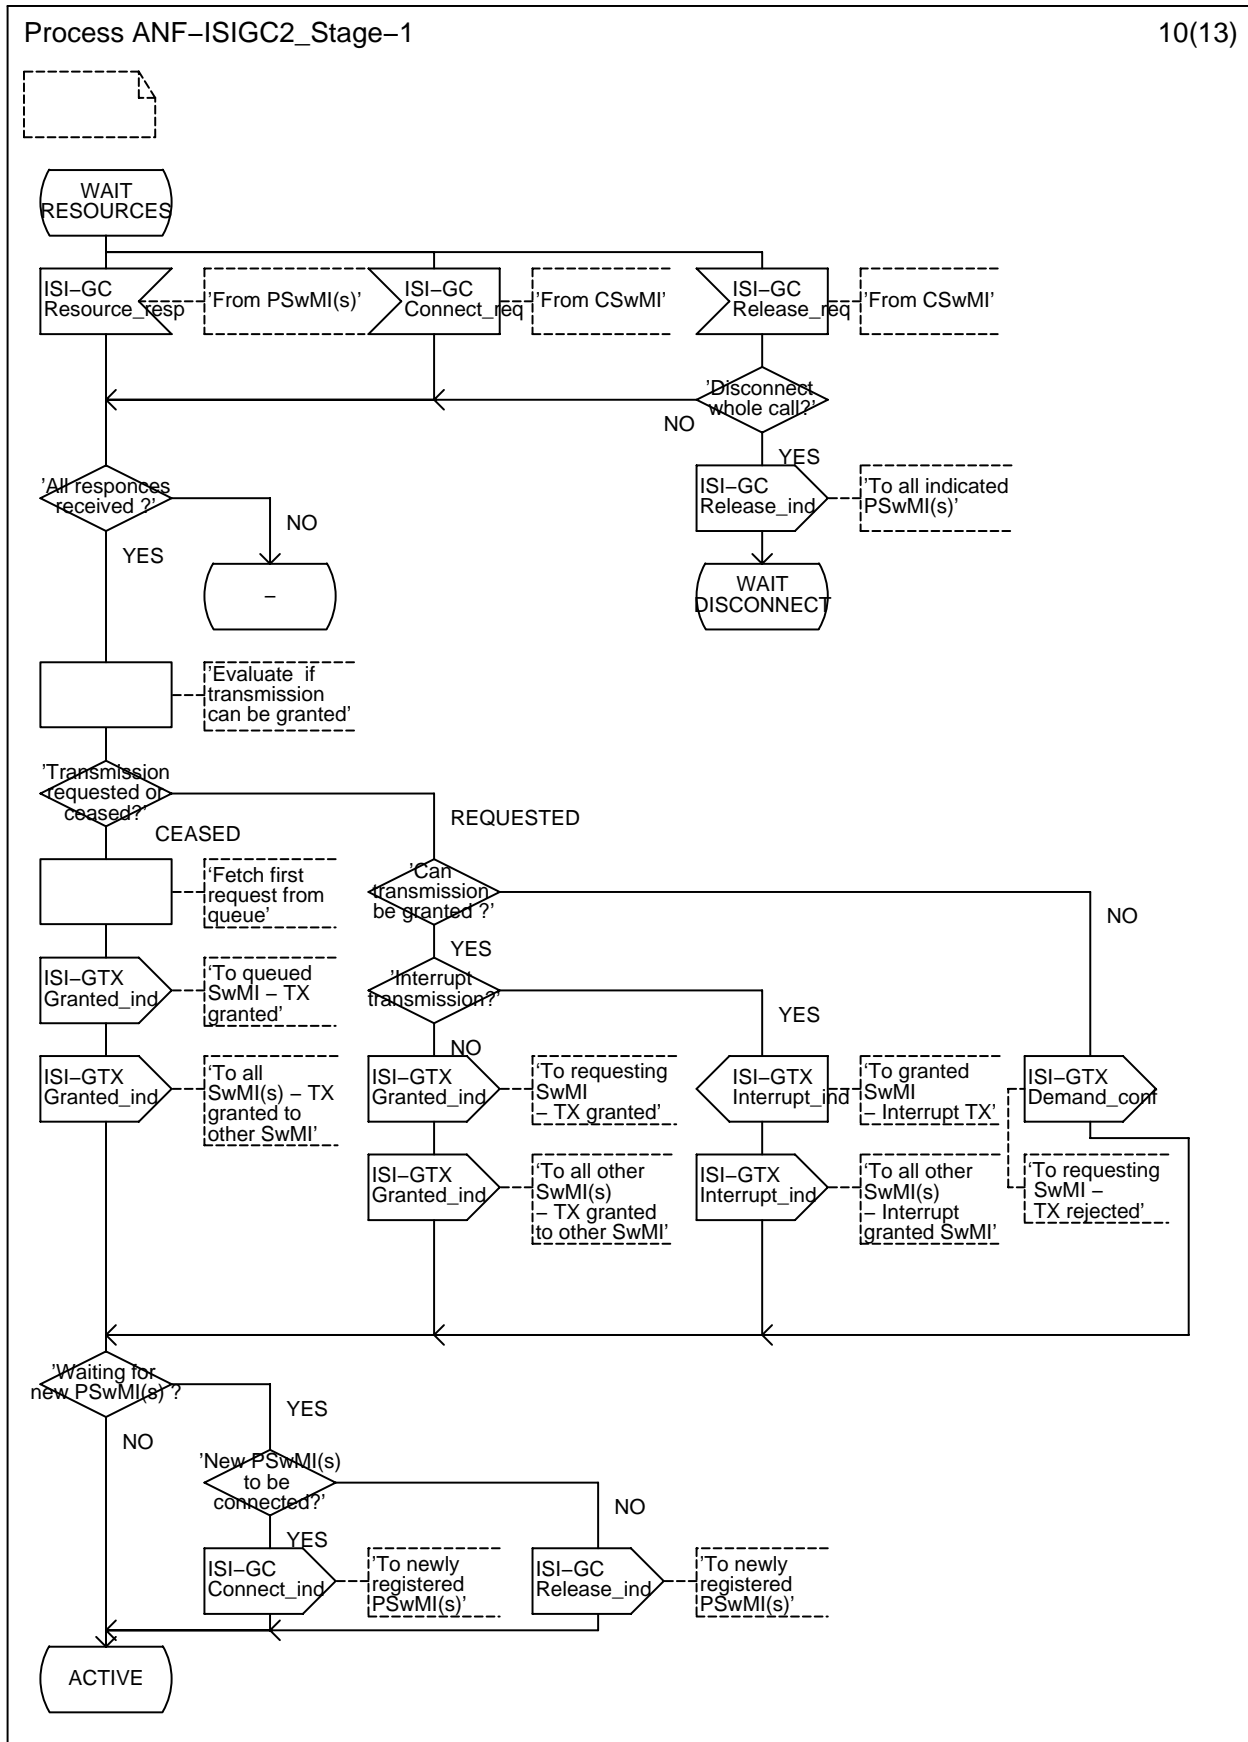 Process ANF–ISIGC2_Stage–1
10(13)
WAIT
RESOURCES
ISI–GC
Resource_resp
'From PSwMI(s)'
ISI–GC
Connect_req
'From CSwMI'
ISI–GC
Release_req
'From CSwMI'
'Disconnect
whole call?'
NO
YES
'All responces
received ?'
NO
YES
ISI–GC
Release_ind
'To all indicated
PSwMI(s)'
–
WAIT
DISCONNECT
'Evaluate if
transmission
can be granted'
'Transmission
requested or
ceased?'
CEASED
REQUESTED
'Fetch first
request from
queue'
'Can
transmission
be granted ?'
NO
YES
ISI–GTX
Granted_ind
'To queued
SwMI – TX
granted'
'Interrupt
transmission?'
YES
NO
ISI–GTX
Granted_ind
'To all
SwMI(s) – TX
granted to
other SwMI'
ISI–GTX
Granted_ind
'To requesting
SwMI
– TX granted'
ISI–GTX
Interrupt_ind
'To granted
SwMI
– Interrupt TX'
ISI–GTX
Demand_conf
ISI–GTX
Granted_ind
'To all other
SwMI(s)
– TX granted
to other SwMI'
ISI–GTX
Interrupt_ind
'To all other
SwMI(s)
– Interrupt
granted SwMI'
'To requesting
SwMI –
TX rejected'
'Waiting for
new PSwMI(s) ?
YES
NO
'New PSwMI(s)
to be
connected?'
NO
YES
ISI–GC
Connect_ind
'To newly
registered
PSwMI(s)'
ISI–GC
Release_ind
'To newly
registered
PSwMI(s)'
ACTIVE